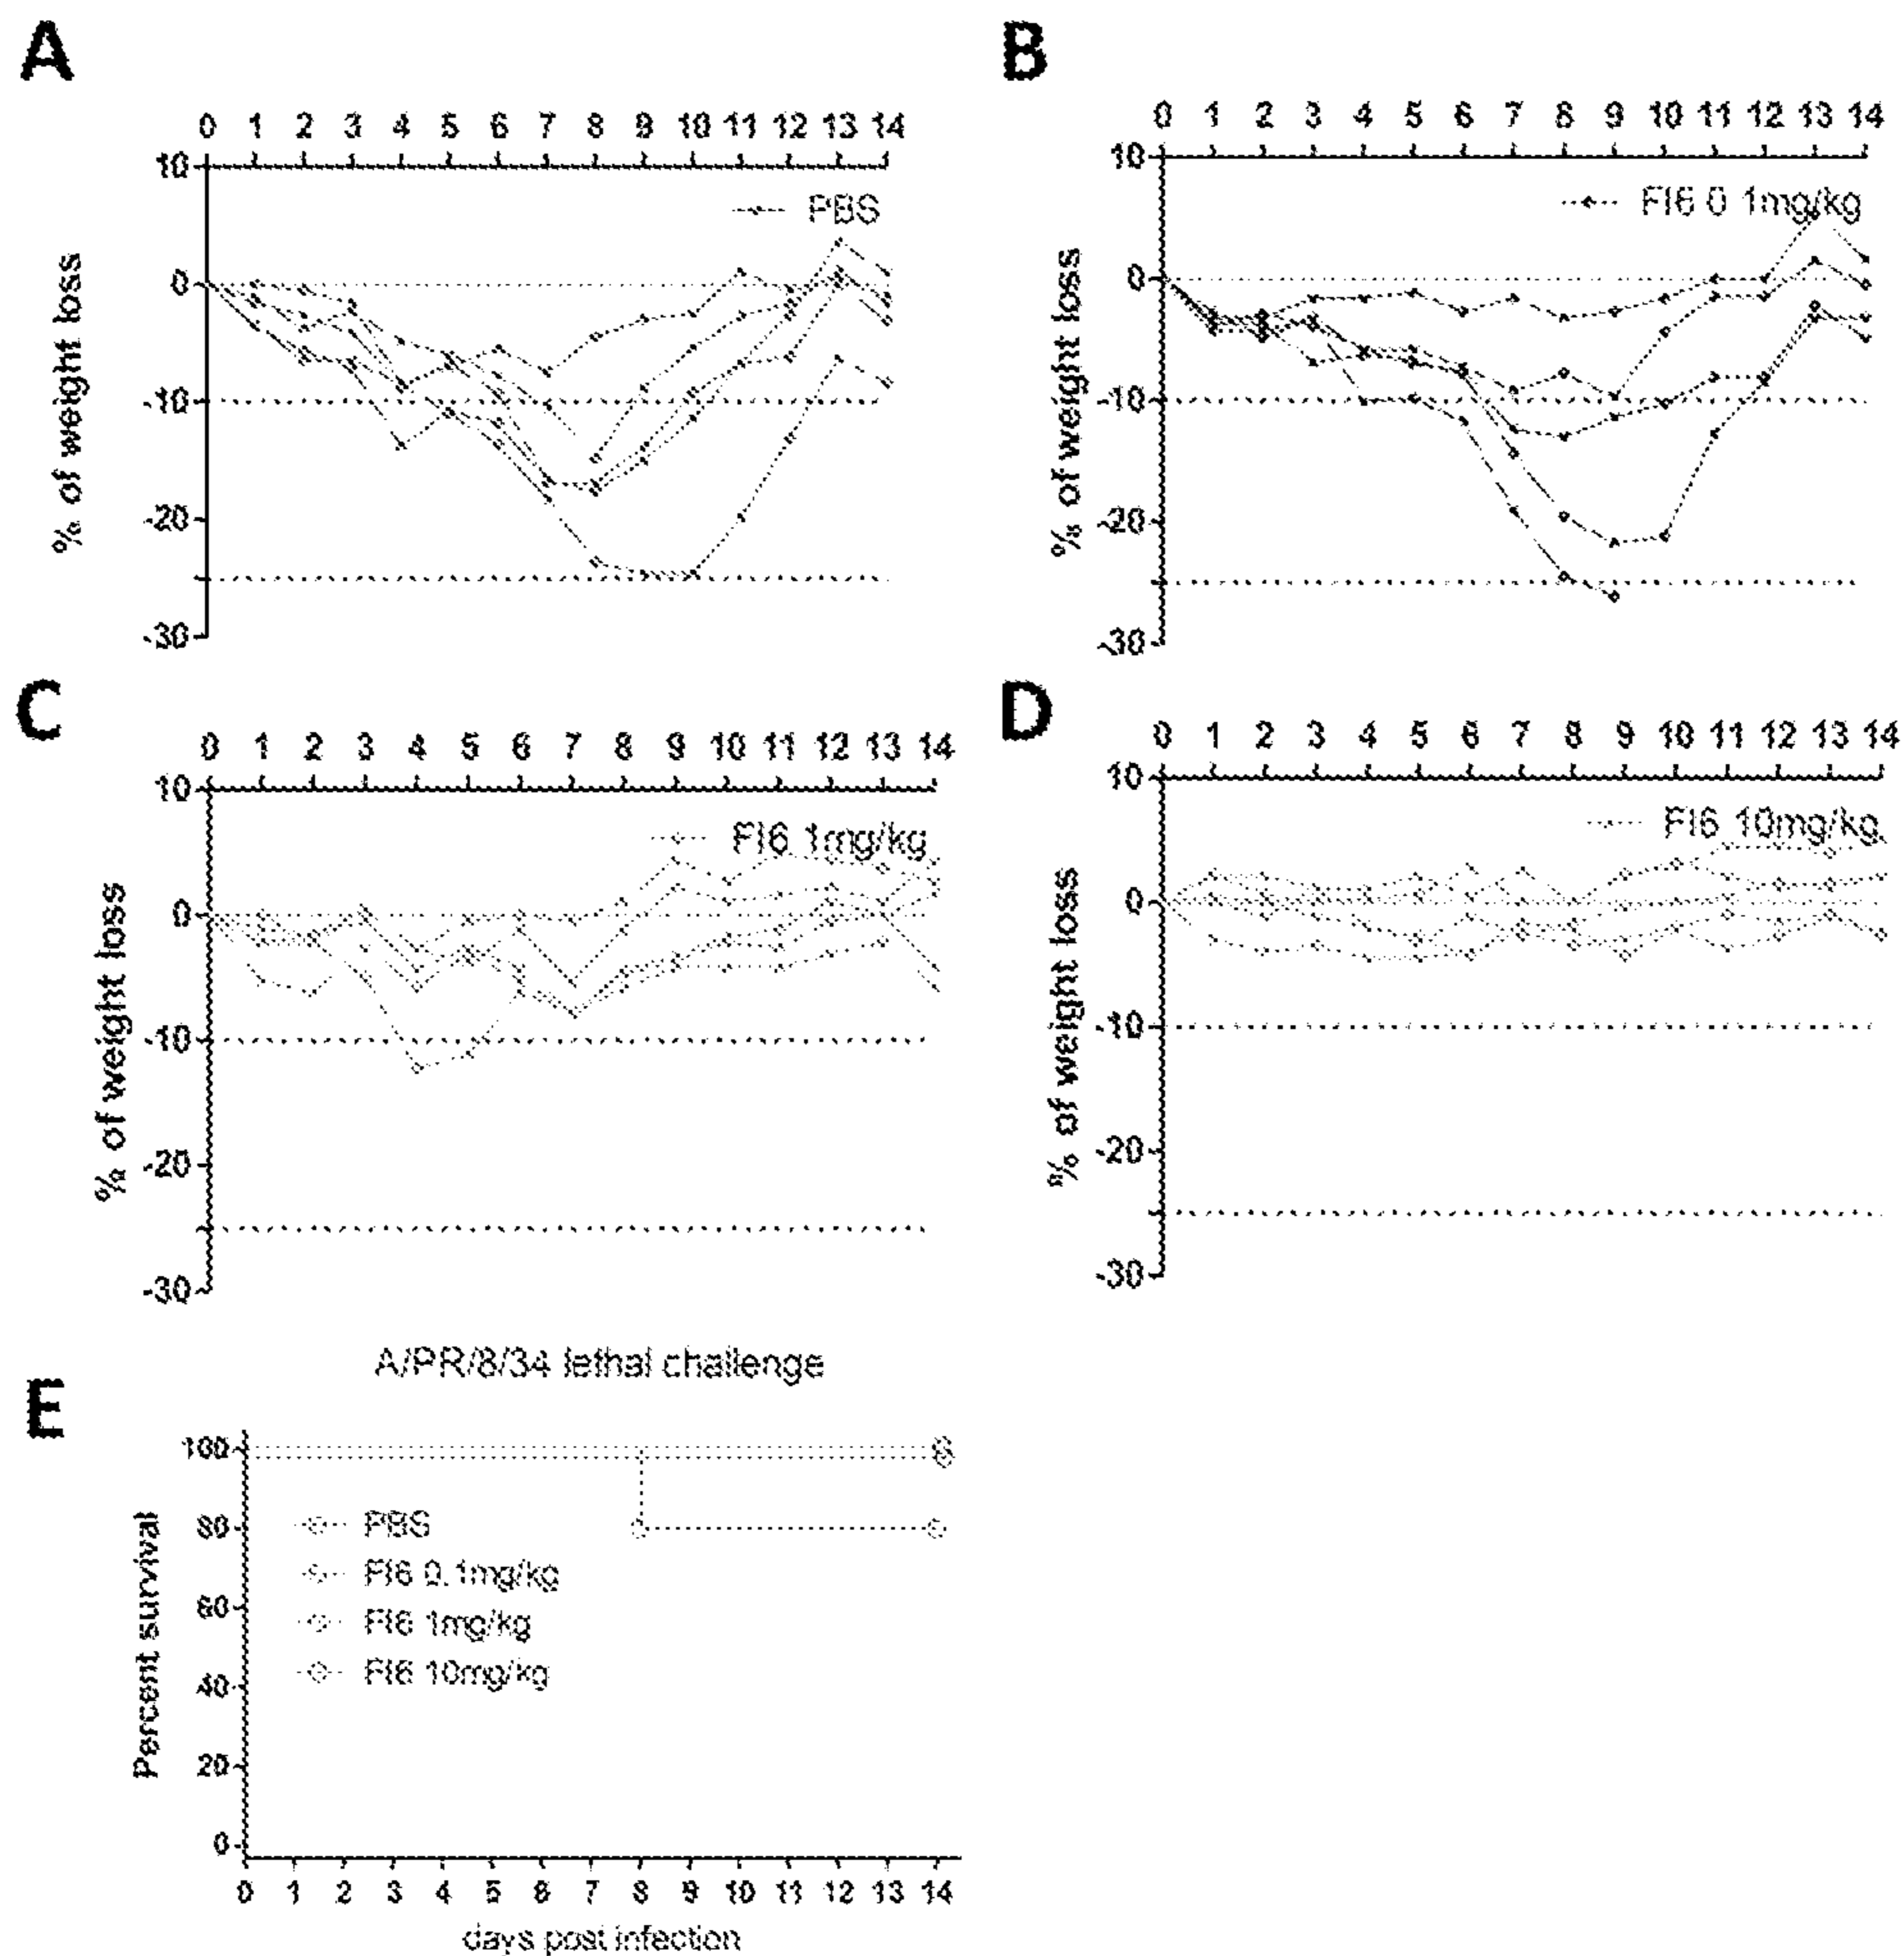 A
0 1 2 3 4 5 6 7 8 9 10 11 12 13 14
10
PBS
0
-10
-20
-30
% of weight loss
B
0 1 2 3 4 5 6 7 8 9 10 11 12 13 14
10
FI6 0 1mg/kg
0
-10
-20
-30
% of weight loss
C
0 1 2 3 4 5 6 7 8 9 10 11 12 13 14
10
FI6 1mg/kg
0
-10
-20
-30
% of weight loss
D
0 1 2 3 4 5 6 7 8 9 10 11 12 13 14
10
FI6 10mg/kg
0
-10
-20
-30
% of weight loss
E
A/PR/8/34 lethal challenge
100
80
60
40
20
0
Percent survival
PBS
FI6 0.1mg/kg
FI6 1mg/kg
FI6 10mg/kg
0 1 2 3 4 5 6 7 8 9 10 11 12 13 14
days post infection